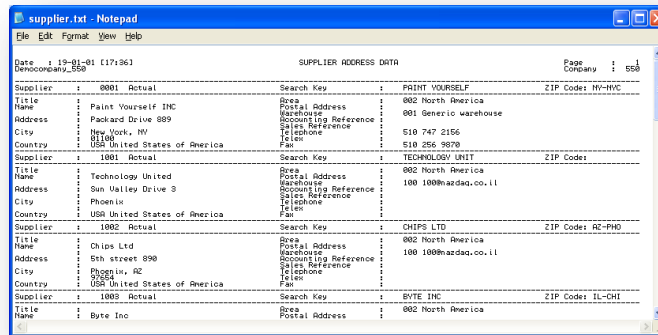 supplier.txt - Notepad
File Edit Format View Help
Date : 19-01-01 [17:36] SUPPLIER ADDRESS DATA Page : 1
Democompany_550 Company : 550
Supplier : 0001 Actual Search Key : PAINT YOURSELF ZIP Code: NY-NYC
Title : Area : 002 North America
Name : Paint Yourself INC Postal Address :
: Warehouse : 001 Generic warehouse
Address : Packard Drive 889 Accounting Reference :
: Sales Reference :
City : New York, NY Telephone : 510 747 2156
: 01100 Telex :
Country : USA United States of America Fax : 510 256 9870
Supplier : 1001 Actual Search Key : TECHNOLOGY UNIT ZIP Code:
Title : Area : 002 North America
Name : Technology United Postal Address :
: Warehouse : 100 1000@nazdaq.co.il
Address : Sun Valley Drive 3 Accounting Reference :
: Sales Reference :
City : Phoenix Telephone :
: Telex :
Country : USA United States of America Fax :
Supplier : 1002 Actual Search Key : CHIPS LTD ZIP Code: AZ-PHO
Title : Area : 002 North America
Name : Chips Ltd Postal Address :
: Warehouse : 100 1000@nazdaq.co.il
Address : 5th street 890 Accounting Reference :
: Sales Reference :
City : Phoenix, AZ Telephone :
: 97654 Telex :
Country : USA United States of America Fax :
Supplier : 1003 Actual Search Key : BYTE INC ZIP Code: IL-CHI
Title : Area : 002 North America
Name : Byte Inc Postal Address :